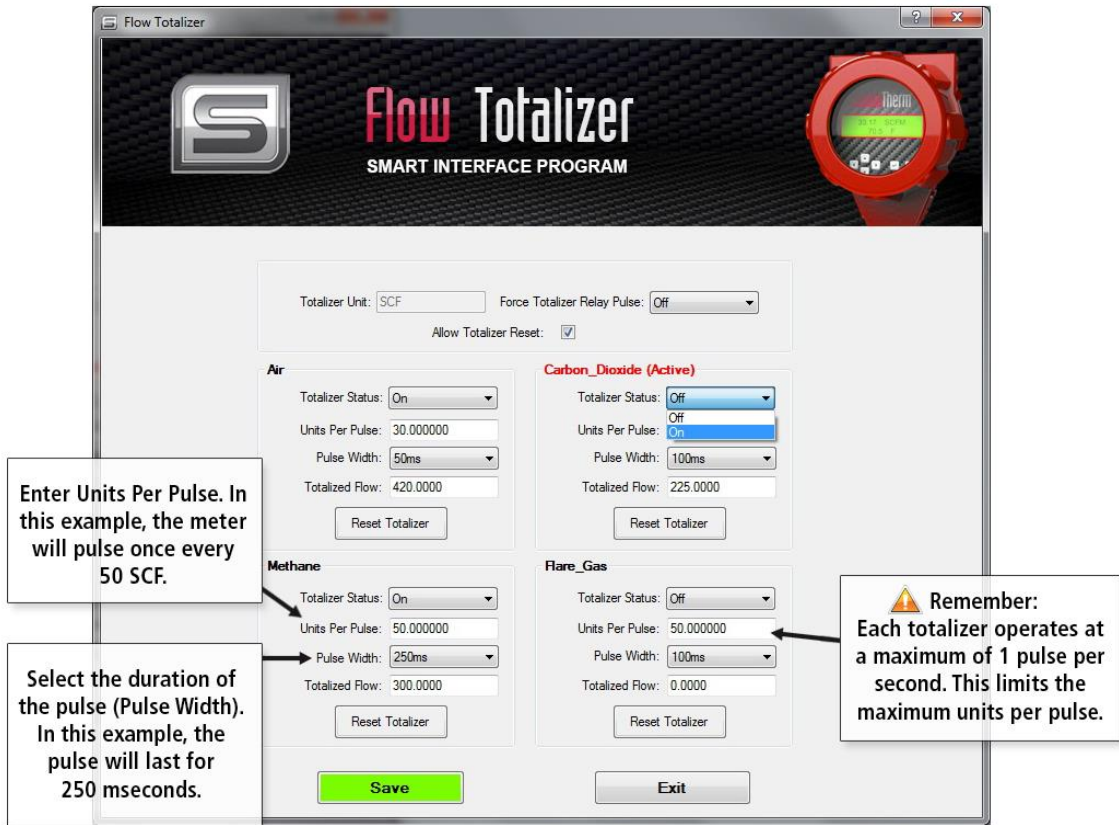 Flow Totalizer
Flow Totalizer
SMART INTERFACE PROGRAM
Therm
SCFM
70.5 F
Totalizer Unit: SCF
Force Totalizer Relay Pulse: Off
Allow Totalizer Reset:
Air
Totalizer Status: On
Units Per Pulse: 30.000000
Pulse Width: 50ms
Totalized Flow: 420.0000
Reset Totalizer
Carbon_Dioxide (Active)
Totalizer Status: Off
Off
On
Units Per Pulse:
Pulse Width: 100ms
Totalized Flow: 225.0000
Reset Totalizer
Enter Units Per Pulse. In
this example, the meter
will pulse once every
50 SCF.
Methane
Totalizer Status: On
Units Per Pulse: 50.000000
Pulse Width: 250ms
Totalized Flow: 300.0000
Reset Totalizer
Flare_Gas
Totalizer Status: Off
Units Per Pulse: 50.000000
Pulse Width: 100ms
Totalized Flow: 0.0000
Reset Totalizer
Select the duration of
the pulse (Pulse Width).
In this example, the
pulse will last for
250 mseconds.
Remember:
Each totalizer operates at
a maximum of 1 pulse per
second. This limits the
maximum units per pulse.
Save
Exit